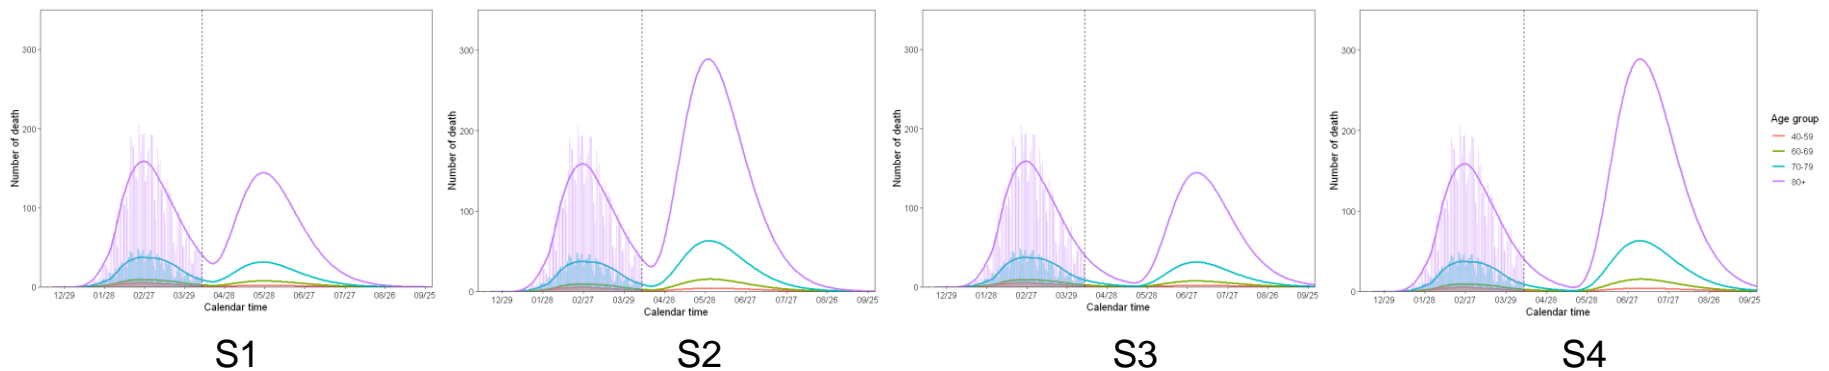 300
200
100
0
Number of death
12/29 01/28 02/27 03/29 04/28 05/28 06/27 07/27 08/26 09/25
Calendar time
S1
300
200
100
0
Number of death
12/29 01/28 02/27 03/29 04/28 05/28 06/27 07/27 08/26 09/25
Calendar time
S2
300
200
100
0
Number of death
12/29 01/28 02/27 03/29 04/28 05/28 06/27 07/27 08/26 09/25
Calendar time
S3
300
200
100
0
Number of death
12/29 01/28 02/27 03/28 04/28 05/28 06/27 07/27 08/26 09/25
Calendar time
S4
Age group
40-59
60-69
70-79
80+